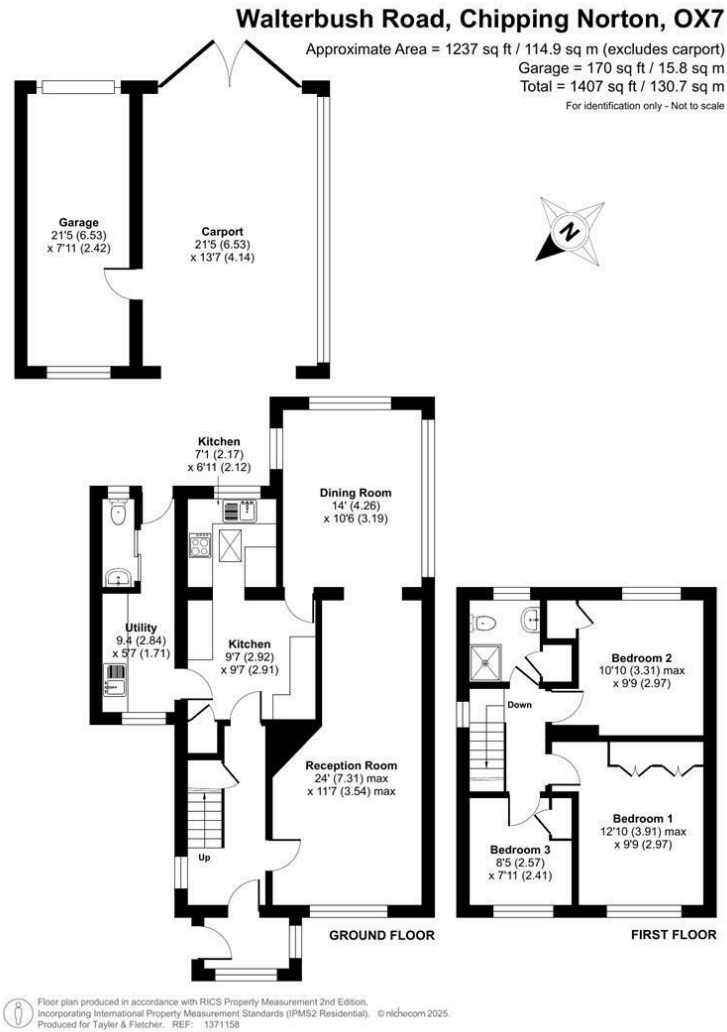 Walterbush Road, Chipping Norton, OX7
Approximate Area = 1237 sq ft / 114.9 sq m (excludes carport)
Garage = 170 sq ft / 15.8 sq m
Total = 1407 sq ft / 130.7 sq m
For identification only - Not to scale
Garage
21'5 (6.53)
x 7'11 (2.42)
Carport
21'5 (6.53)
x 13'7 (4.14)
N
Kitchen
7'1 (2.17)
x 6'11 (2.12)
Dining Room
14' (4.26)
x 10'6 (3.19)
Utility
9.4 (2.84)
x 5'7 (1.71)
Kitchen
9'7 (2.92)
x 9'7 (2.91)
Reception Room
24' (7.31) max
x 11'7 (3.54) max
Up
GROUND FLOOR
Bedroom 2
10'10 (3.31) max
x 9'9 (2.97)
Down
Bedroom 1
12'10 (3.91) max
x 9'9 (2.97)
Bedroom 3
8'5 (2.57)
x 7'11 (2.41)
FIRST FLOOR
Floor plan produced in accordance with RICS Property Measurement 2nd Edition,
Incorporating International Property Measurement Standards (IPMS2 Residential). © nichecom 2025.
Produced for Tayler & Fletcher. REF: 1371158